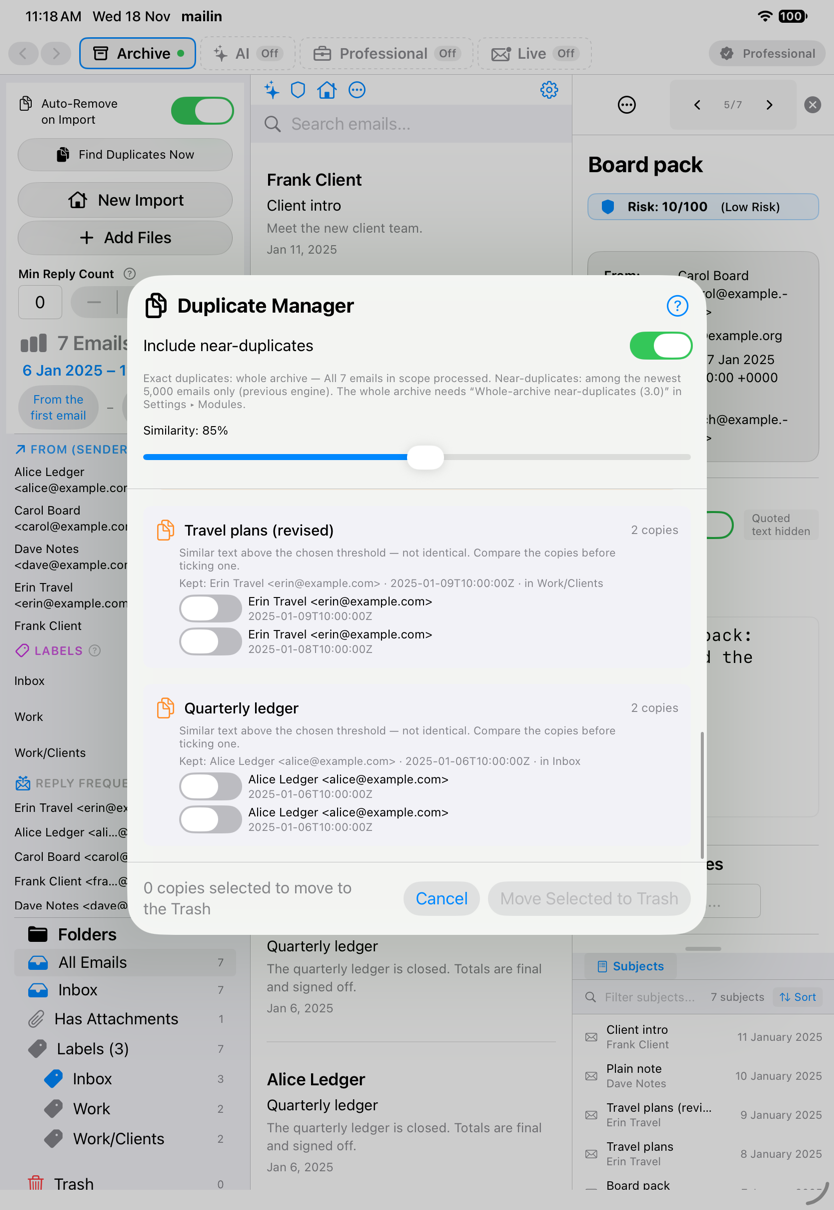 11:18 AM Wed 18 Nov mailin
100
Archive
AI Off
Professional Off
Live Off
Professional
Auto-Remove
on Import
Find Duplicates Now
New Import
Add Files
Min Reply Count
0
7 Emails
6 Jan 2025 – 1
From the
first email
–
FROM (SENDER
Alice Ledger
<alice@example.com
Carol Board
<carol@example.com
Dave Notes
<dave@example.com
Erin Travel
<erin@example.com>
Frank Client
LABELS
Inbox
Work
Work/Clients
REPLY FREQUE
Erin Travel <erin@ex
Alice Ledger <ali...@
Carol Board <carol@
Frank Client <fra...@
Dave Notes <dave@
Folders
All Emails 7
Inbox 7
Has Attachments 1
Labels (3) 7
Inbox 3
Work 2
Work/Clients 2
Trash 0
Search emails...
Frank Client
Client intro
Meet the new client team.
Jan 11, 2025
Duplicate Manager
?
Include near-duplicates
Exact duplicates: whole archive — All 7 emails in scope processed. Near-duplicates: among the newest
5,000 emails only (previous engine). The whole archive needs “Whole-archive near-duplicates (3.0)” in
Settings ▸ Modules.
Similarity: 85%
Travel plans (revised) 2 copies
Similar text above the chosen threshold — not identical. Compare the copies before
ticking one.
Kept: Erin Travel <erin@example.com> · 2025-01-09T10:00:00Z · in Work/Clients
Erin Travel <erin@example.com>
2025-01-09T10:00:00Z
Erin Travel <erin@example.com>
2025-01-08T10:00:00Z
Quarterly ledger 2 copies
Similar text above the chosen threshold — not identical. Compare the copies before
ticking one.
Kept: Alice Ledger <alice@example.com> · 2025-01-06T10:00:00Z · in Inbox
Alice Ledger <alice@example.com>
2025-01-06T10:00:00Z
Alice Ledger <alice@example.com>
2025-01-06T10:00:00Z
0 copies selected to move to
the Trash
Cancel
Move Selected to Trash
Quarterly ledger
The quarterly ledger is closed. Totals are final
and signed off.
Jan 6, 2025
Alice Ledger
Quarterly ledger
The quarterly ledger is closed. Totals are final
and signed off.
Jan 6, 2025
5/7
Board pack
Risk: 10/100 (Low Risk)
From: Carol Board
rol@example.-
>
example.org
7 Jan 2025
0:00 +0000
ch@example.-
>
Quoted
text hidden
pack:
d the
es
...
Subjects
Filter subjects... 7 subjects Sort
Client intro 11 January 2025
Frank Client
Plain note 10 January 2025
Dave Notes
Travel plans (revi... 9 January 2025
Erin Travel
Travel plans 8 January 2025
Erin Travel
Board pack